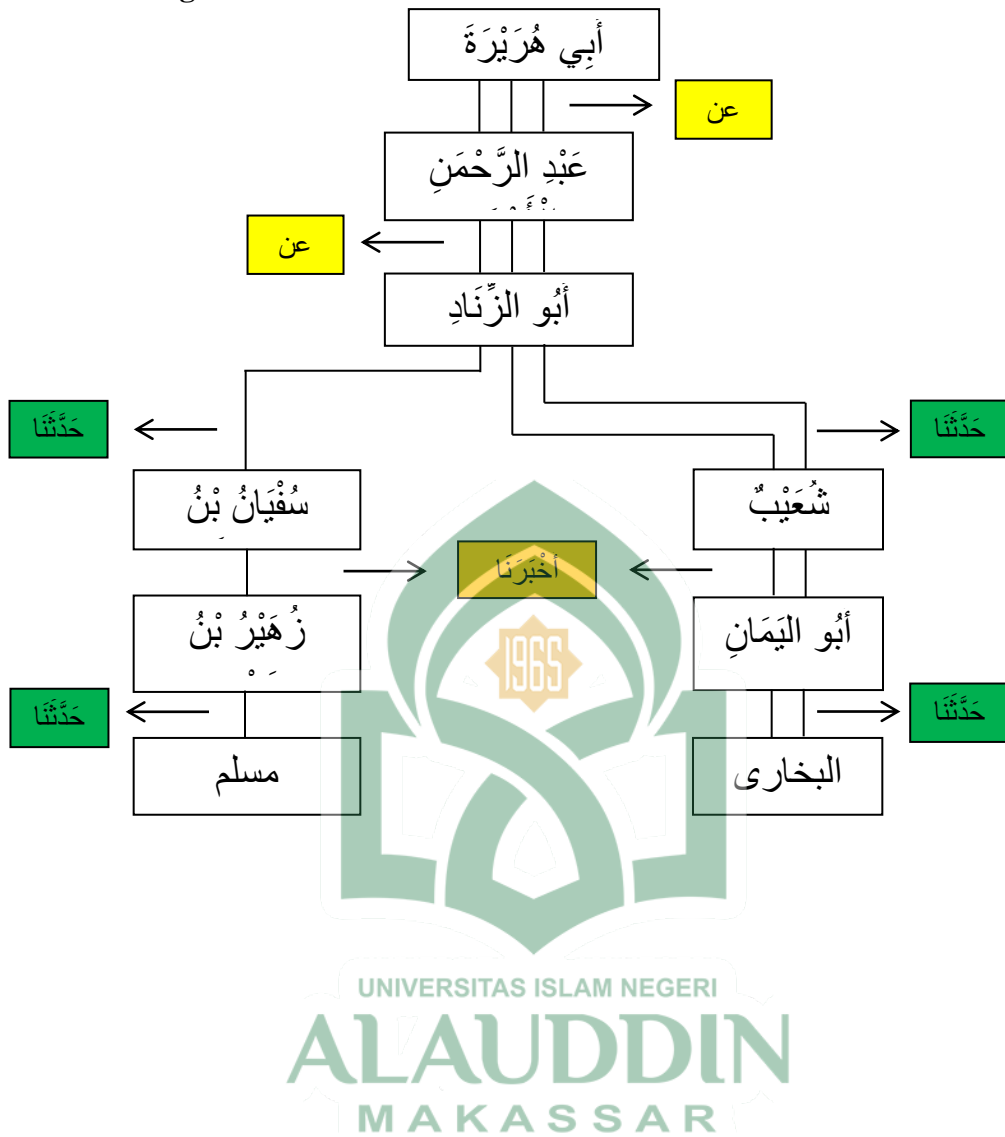 أَبِي هُرَيْرَةَ
عن
عَبْدِ الرَّحْمَنِ
عن
أَبُو الزِّنَادِ
حَدَّثَنَا
حَدَّثَنَا
سُفْيَانُ بْنُ
شُعَيْبٌ
أَخْبَرَنَا
زُهَيْرُ بْنُ
أَبُو اليَمَانِ
1965
حَدَّثَنَا
حَدَّثَنَا
مسلم
البخارى
UNIVERSITAS ISLAM NEGERI
ALAUDDIN
MAKASSAR